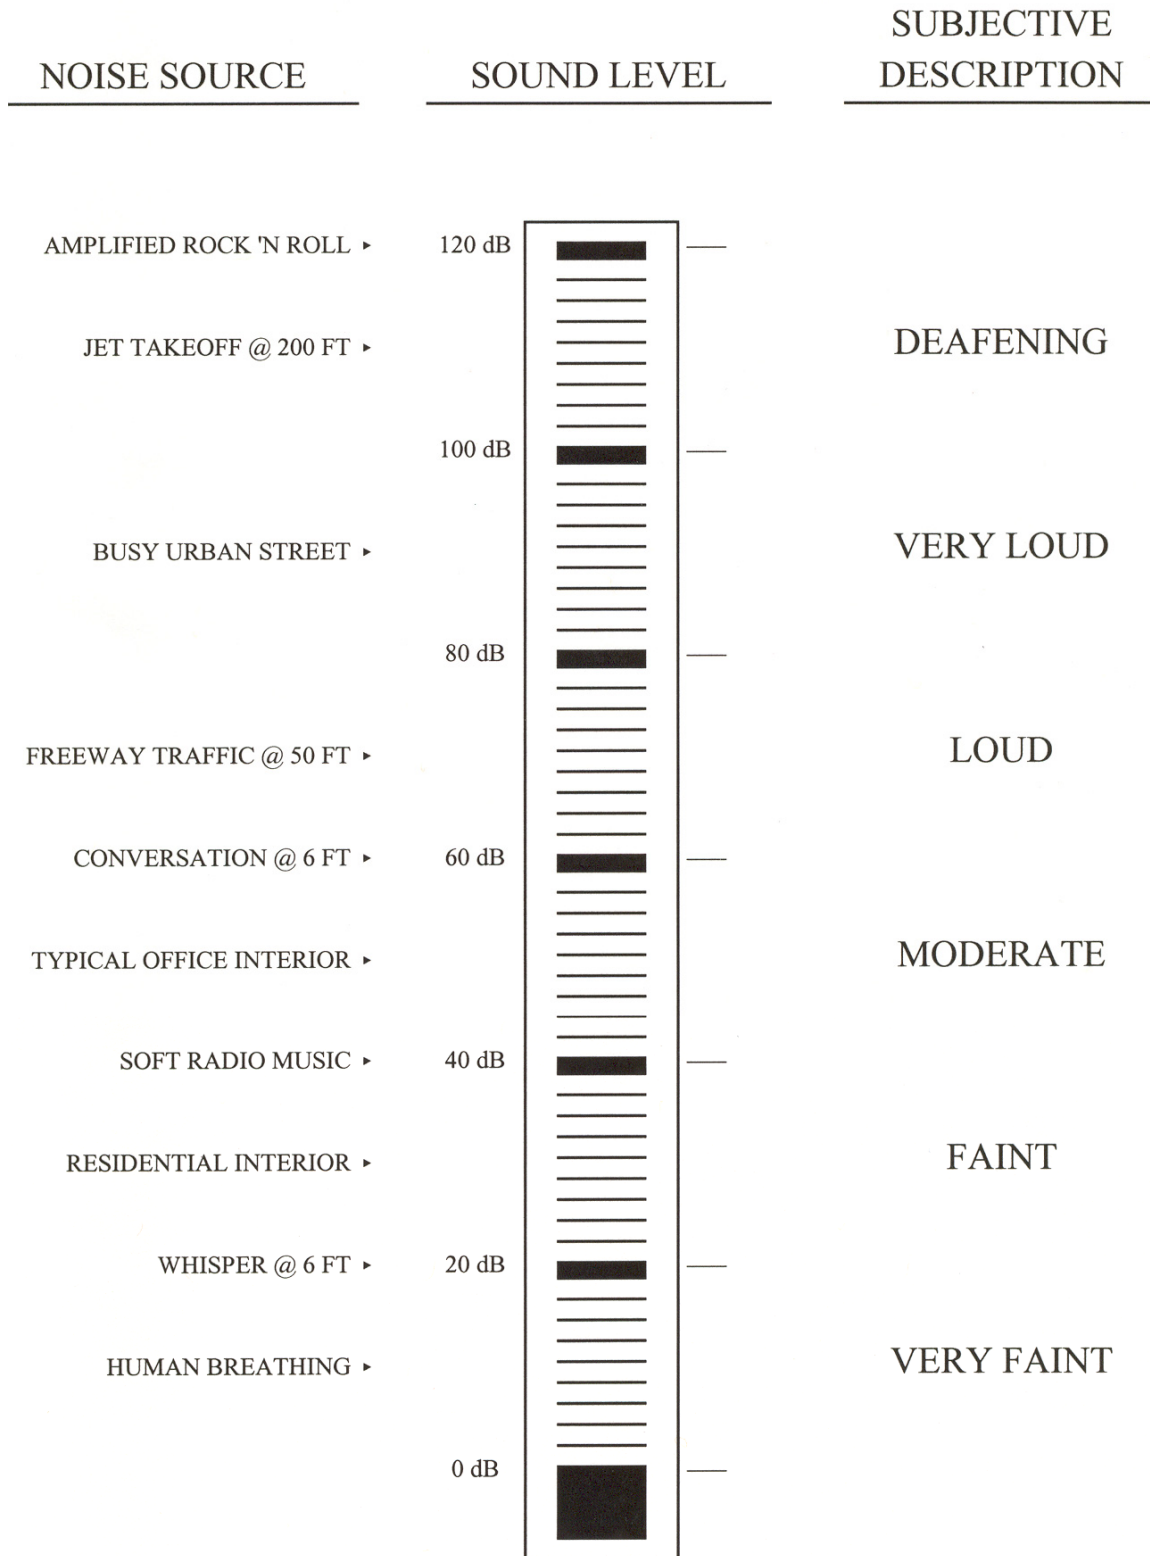 NOISE SOURCE
SOUND LEVEL
SUBJECTIVE
DESCRIPTION
AMPLIFIED ROCK 'N ROLL ▸ 120 dB
JET TAKEOFF @ 200 FT ▸ DEAFENING
100 dB
BUSY URBAN STREET ▸ VERY LOUD
80 dB
FREEWAY TRAFFIC @ 50 FT ▸ LOUD
CONVERSATION @ 6 FT ▸ 60 dB
TYPICAL OFFICE INTERIOR ▸ MODERATE
SOFT RADIO MUSIC ▸ 40 dB
RESIDENTIAL INTERIOR ▸ FAINT
WHISPER @ 6 FT ▸ 20 dB
HUMAN BREATHING ▸ VERY FAINT
0 dB